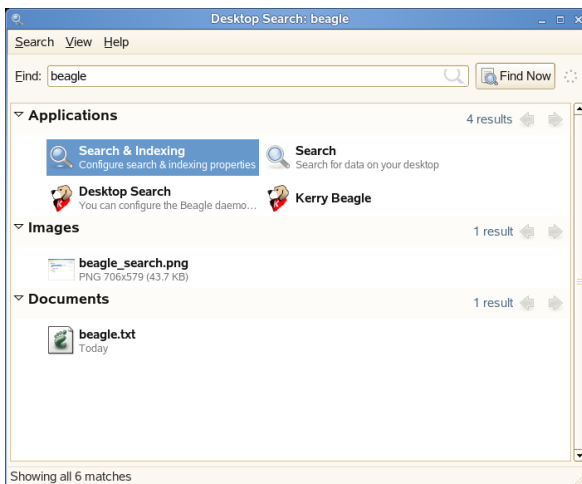 Desktop Search: beagle
Search View Help
Find: beagle Find Now
Applications 4 results
Search & Indexing
Configure search & indexing properties
Search
Search for data on your desktop
Desktop Search
You can configure the Beagle daemo...
Kerry Beagle
Images 1 result
beagle_search.png
PNG 706x579 (43.7 KB)
Documents 1 result
beagle.txt
Today
Showing all 6 matches